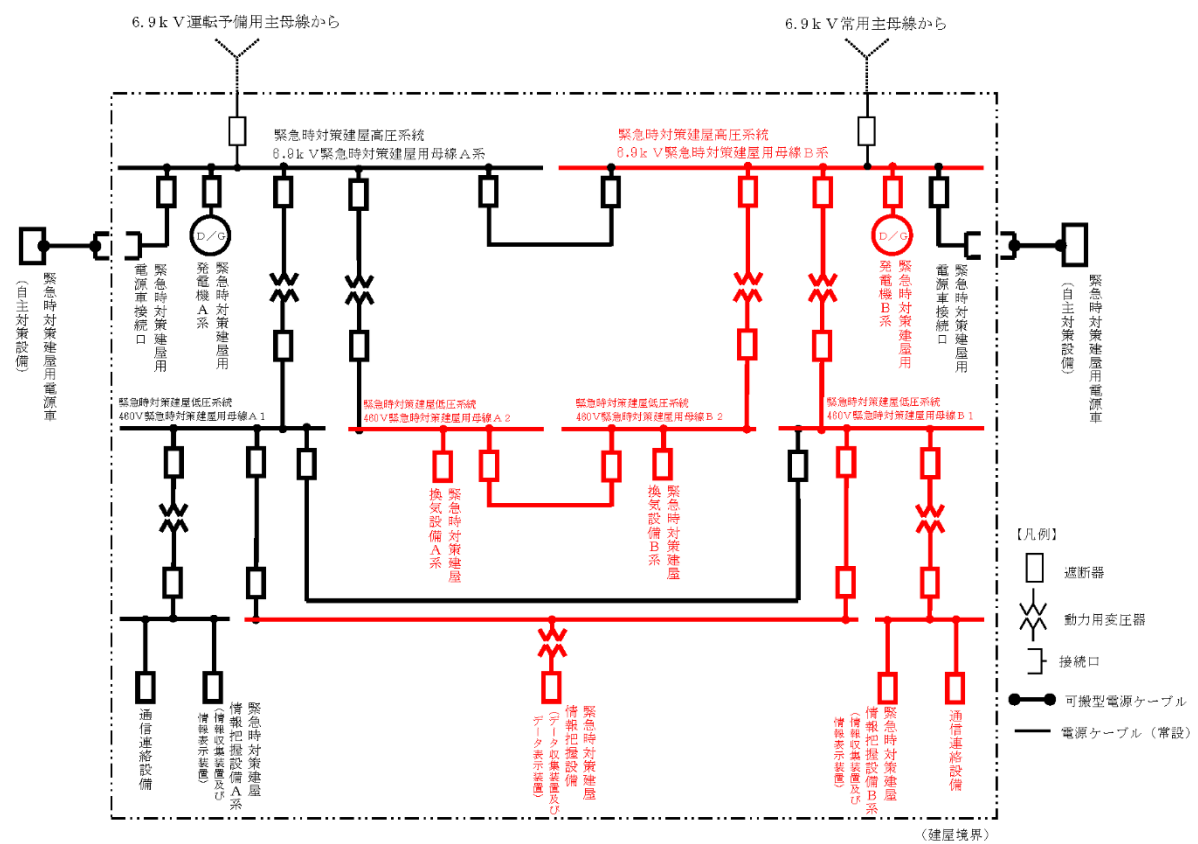 6.9kV運転予備用主母線から
6.9kV常用主母線から
緊急時対策建屋高圧系統
6.9kV緊急時対策建屋用母線A系
緊急時対策建屋高圧系統
6.9kV緊急時対策建屋用母線B系
緊急時対策建屋用電源車
(自主対策設備)
緊急時対策建屋用
電源車接続口
D/G
緊急時対策建屋用
発電機A系
D/G
緊急時対策建屋用
発電機B系
緊急時対策建屋用
電源車接続口
緊急時対策建屋用電源車
(自主対策設備)
緊急時対策建屋低圧系統
460V緊急時対策建屋用母線A1
緊急時対策建屋低圧系統
460V緊急時対策建屋用母線A2
緊急時対策建屋低圧系統
460V緊急時対策建屋用母線B2
緊急時対策建屋低圧系統
460V緊急時対策建屋用母線B1
緊急時対策建屋
換気設備A系
緊急時対策建屋
換気設備B系
通信連絡設備
緊急時対策建屋
情報把握設備A系
(情報収集装置及び
情報表示装置)
緊急時対策建屋
情報把握設備
(データ収集装置及び
データ表示装置)
緊急時対策建屋
情報把握設備B系
(情報収集装置及び
情報表示装置)
通信連絡設備
【凡例】
遮断器
動力用変圧器
接続口
可搬型電源ケーブル
電源ケーブル(常設)
(建屋境界)